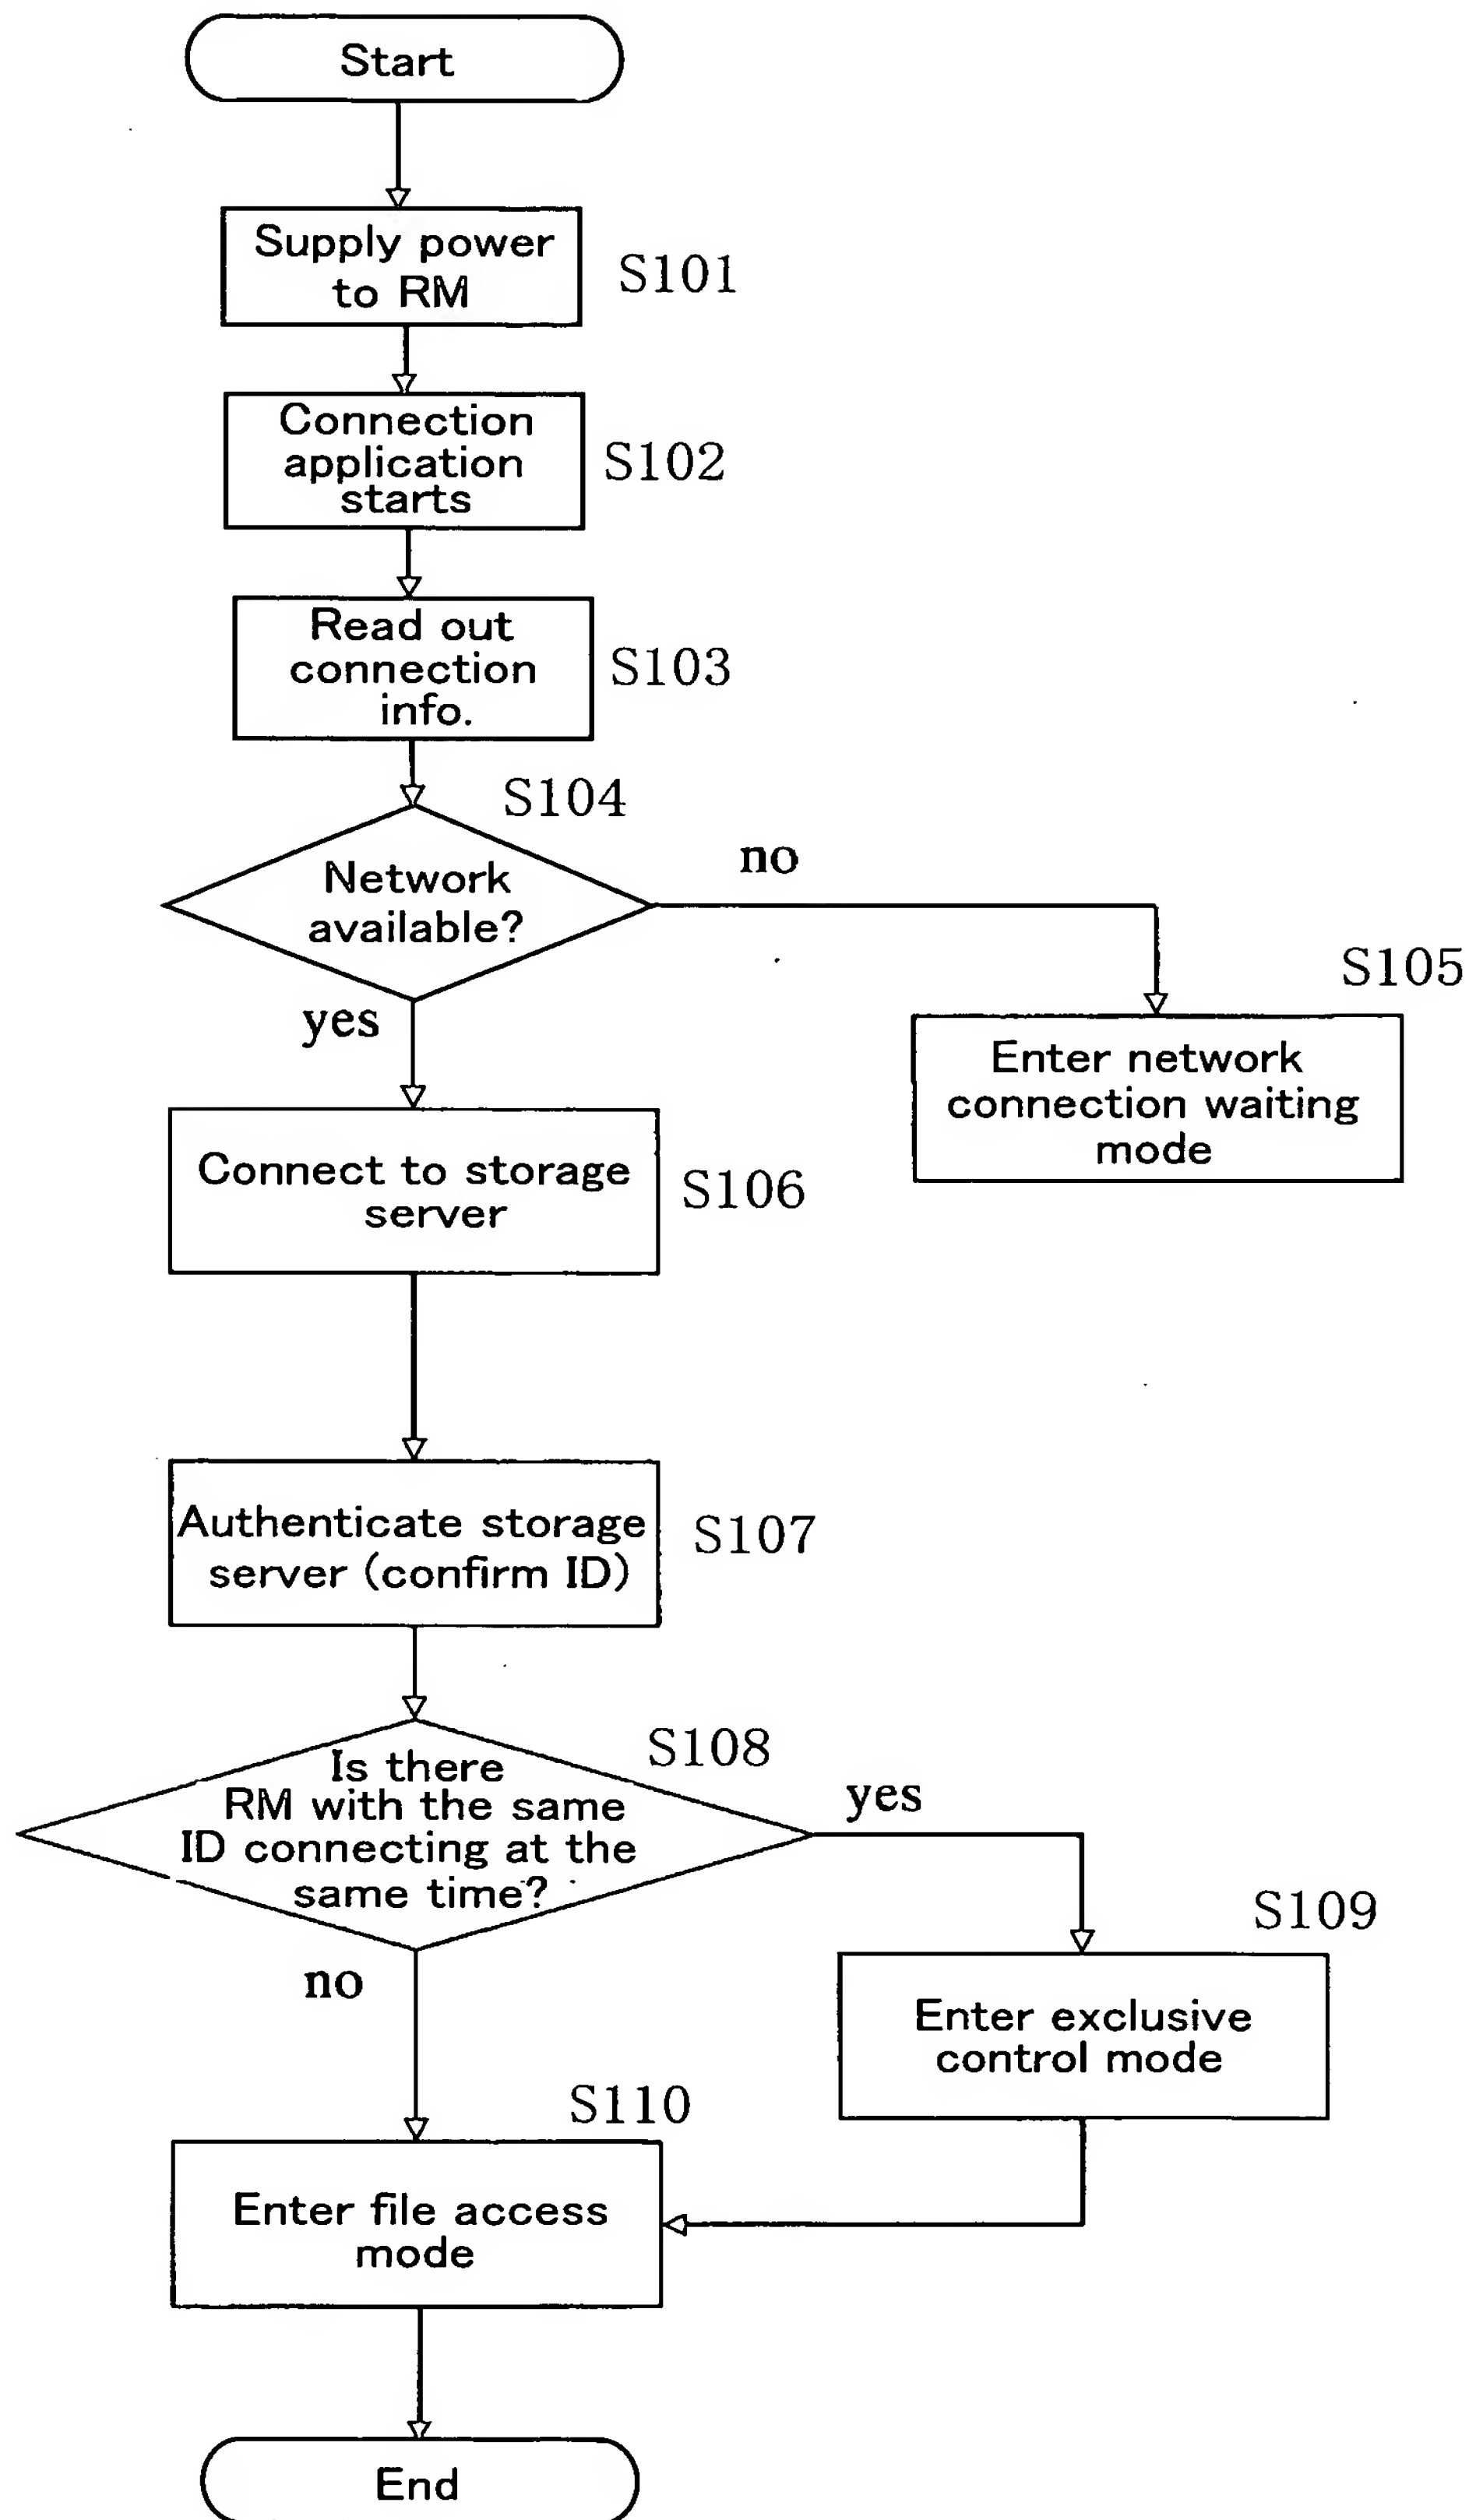 Start
Supply power
to RM
S101
Connection
application
starts
S102
Read out
connection
info.
S103
S104
Network
available?
no
yes
S105
Enter network
connection waiting
mode
Connect to storage
server
S106
Authenticate storage
server (confirm ID)
S107
S108
Is there
RM with the same
ID connecting at the
same time?
yes
no
S109
Enter exclusive
control mode
S110
Enter file access
mode
End